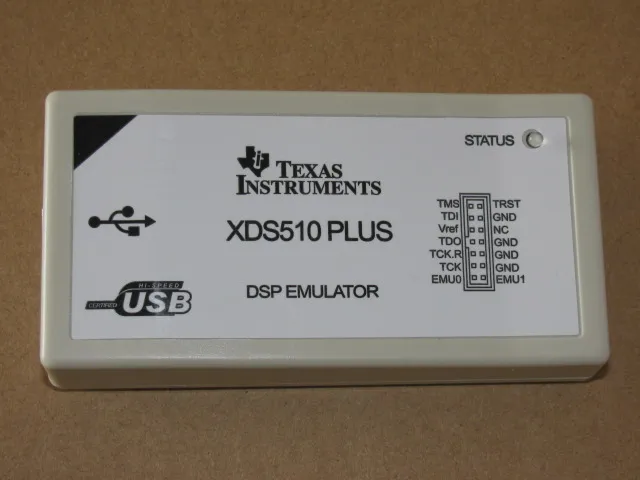 STATUS
TEXAS
INSTRUMENTS
XDS510 PLUS
DSP EMULATOR
TMS TRST
TDI GND
Vref NC
TDO GND
TCK.R GND
TCK GND
EMU0 EMU1
HI-SPEED
CERTIFIED USB